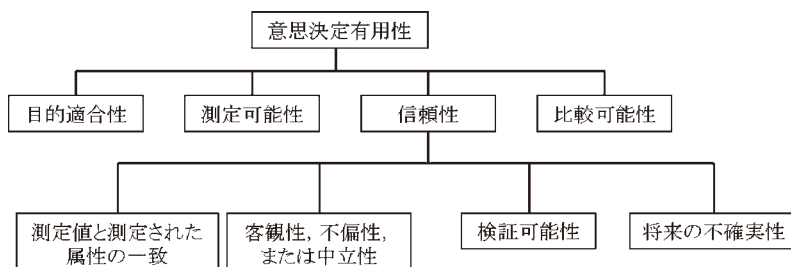 意思決定有用性
目的適合性
測定可能性
信頼性
比較可能性
測定値と測定された
属性の一致
客観性, 不偏性,
または中立性
検証可能性
将来の不確実性